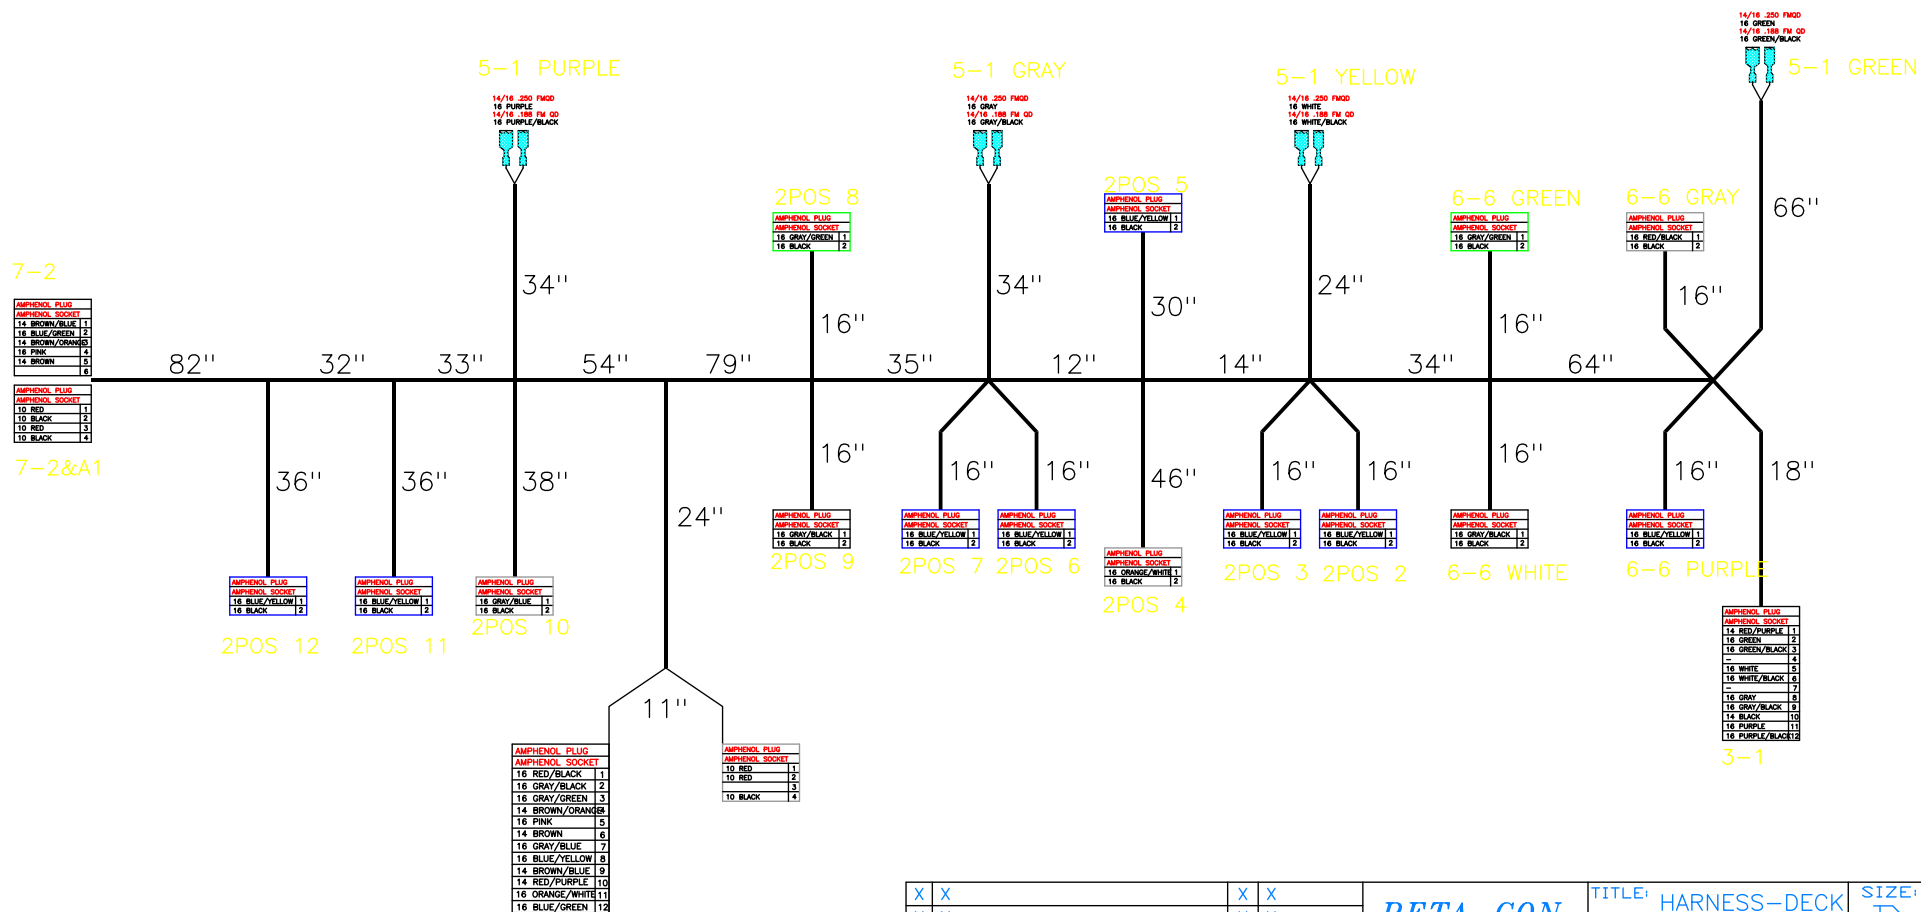 14/16 .250 FMQD
16 GREEN
14/16 .188 FM QD
16 GREEN/BLACK
5-1 GREEN
5-1 PURPLE
14/16 .250 FMQD
16 PURPLE
14/16 .188 FM QD
16 PURPLE/BLACK
5-1 GRAY
14/16 .250 FMQD
16 GRAY
14/16 .188 FM QD
16 GRAY/BLACK
5-1 YELLOW
14/16 .250 FMQD
16 WHITE
14/16 .188 FM QD
16 WHITE/BLACK
2POS 8
AMPHENOL PLUG
AMPHENOL SOCKET
16 GRAY/GREEN 1
16 BLACK 2
2POS 5
AMPHENOL PLUG
AMPHENOL SOCKET
16 BLUE/YELLOW 1
16 BLACK 2
6-6 GREEN
AMPHENOL PLUG
AMPHENOL SOCKET
16 GRAY/GREEN 1
16 BLACK 2
6-6 GRAY
AMPHENOL PLUG
AMPHENOL SOCKET
16 RED/BLACK 1
16 BLACK 2
66"
34"
16"
34"
30"
24"
16"
16"
7-2
AMPHENOL PLUG
AMPHENOL SOCKET
14 BROWN/BLUE 1
16 BLUE/GREEN 2
14 BROWN/ORANGE 3
16 PINK 4
14 BROWN 5
6
AMPHENOL PLUG
AMPHENOL SOCKET
10 RED 1
10 BLACK 2
10 RED 3
10 BLACK 4
7-2&A1
82"
32"
33"
54"
79"
35"
12"
14"
34"
64"
36"
36"
38"
24"
16"
16"
16"
46"
16"
16"
16"
16"
18"
AMPHENOL PLUG
AMPHENOL SOCKET
16 BLUE/YELLOW 1
16 BLACK 2
2POS 12
AMPHENOL PLUG
AMPHENOL SOCKET
16 BLUE/YELLOW 1
16 BLACK 2
2POS 11
AMPHENOL PLUG
AMPHENOL SOCKET
16 GRAY/BLUE 1
16 BLACK 2
2POS 10
AMPHENOL PLUG
AMPHENOL SOCKET
16 GRAY/BLACK 1
16 BLACK 2
2POS 9
AMPHENOL PLUG
AMPHENOL SOCKET
16 BLUE/YELLOW 1
16 BLACK 2
2POS 7
AMPHENOL PLUG
AMPHENOL SOCKET
16 BLUE/YELLOW 1
16 BLACK 2
2POS 6
AMPHENOL PLUG
AMPHENOL SOCKET
16 ORANGE/WHITE 1
16 BLACK 2
2POS 4
AMPHENOL PLUG
AMPHENOL SOCKET
16 BLUE/YELLOW 1
16 BLACK 2
2POS 3
AMPHENOL PLUG
AMPHENOL SOCKET
16 BLUE/YELLOW 1
16 BLACK 2
2POS 2
AMPHENOL PLUG
AMPHENOL SOCKET
16 GRAY/BLACK 1
16 BLACK 2
6-6 WHITE
AMPHENOL PLUG
AMPHENOL SOCKET
16 BLUE/YELLOW 1
16 BLACK 2
6-6 PURPLE
AMPHENOL PLUG
AMPHENOL SOCKET
14 RED/PURPLE 1
16 GREEN 2
16 GREEN/BLACK 3
- 4
16 WHITE 5
16 WHITE/BLACK 6
- 7
16 GRAY 8
16 GRAY/BLACK 9
14 BLACK 10
16 PURPLE 11
16 PURPLE/BLACK 12
3-1
11"
AMPHENOL PLUG
AMPHENOL SOCKET
16 RED/BLACK 1
16 GRAY/BLACK 2
16 GRAY/GREEN 3
14 BROWN/ORANGE 4
16 PINK 5
14 BROWN 6
16 GRAY/BLUE 7
16 BLUE/YELLOW 8
14 BROWN/BLUE 9
14 RED/PURPLE 10
16 ORANGE/WHITE 11
16 BLUE/GREEN 12
AMPHENOL PLUG
AMPHENOL SOCKET
10 RED 1
10 RED 2
3
10 BLACK 4
X X X X
BETA CON
TITLE: HARNESS-DECK
SIZE: